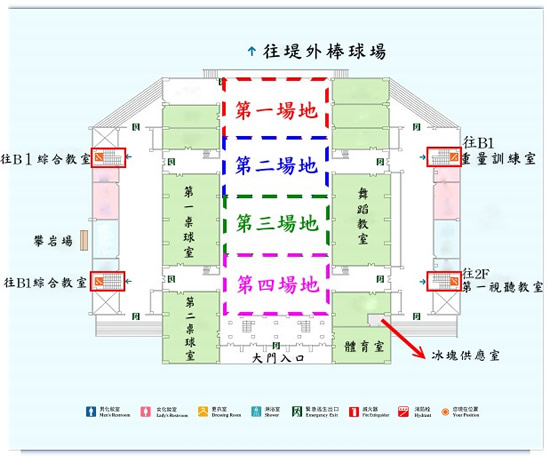 往堤外棒球場
第一場地
第二場地
第三場地
第四場地
往B1綜合教室
往B1
重量訓練室
第一桌球室
舞蹈教室
攀岩場
往B1綜合教室
往2F
第一視聽教室
第二桌球室
體育室
大門入口
冰塊供應室
男化妝室
Men's Restroom
女化妝室
Lady's Restroom
更衣室
Dressing Room
淋浴室
Shower
緊急逃生出口
Emergency Exit
滅火器
Fire Extinguisher
消防栓
Hydrant
您現在位置
Your Position